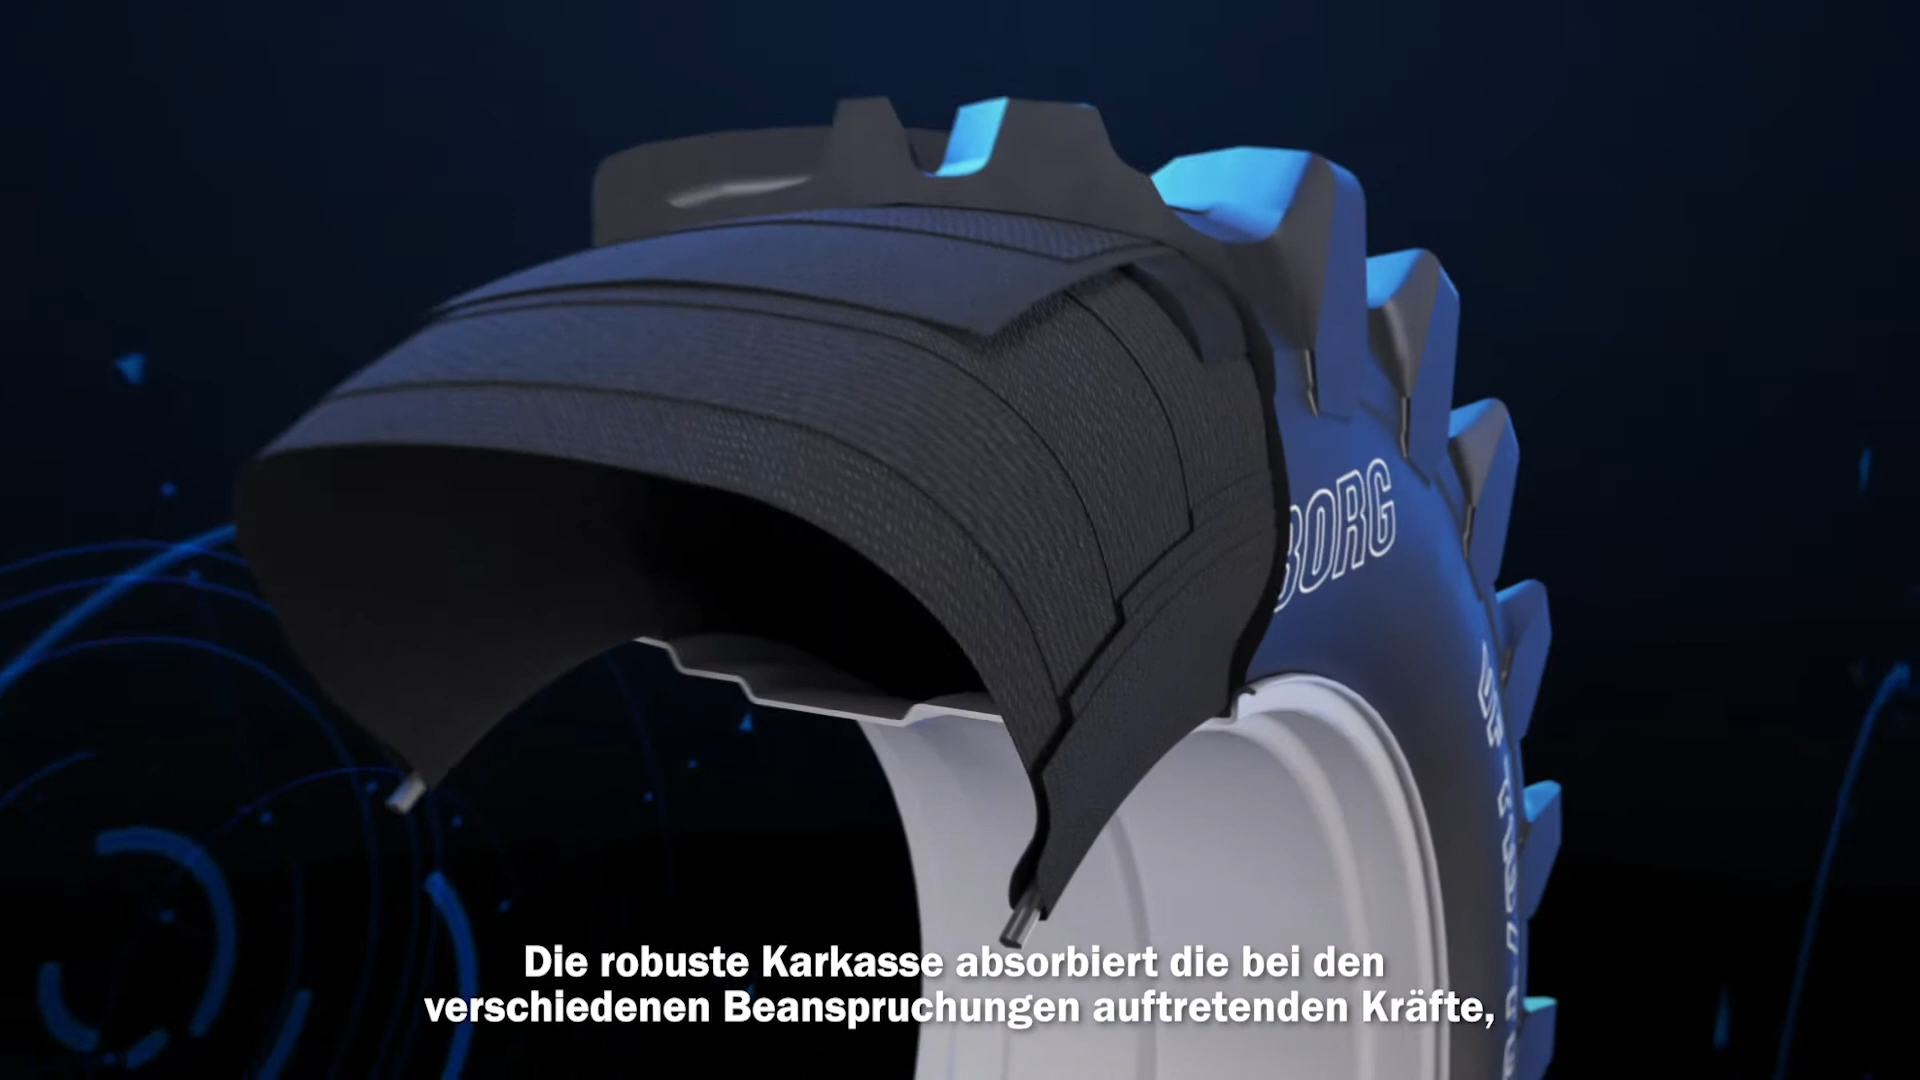 BORG
Die robuste Karkasse absorbiert die bei den
verschiedenen Beanspruchungen auftretenden Kräfte,